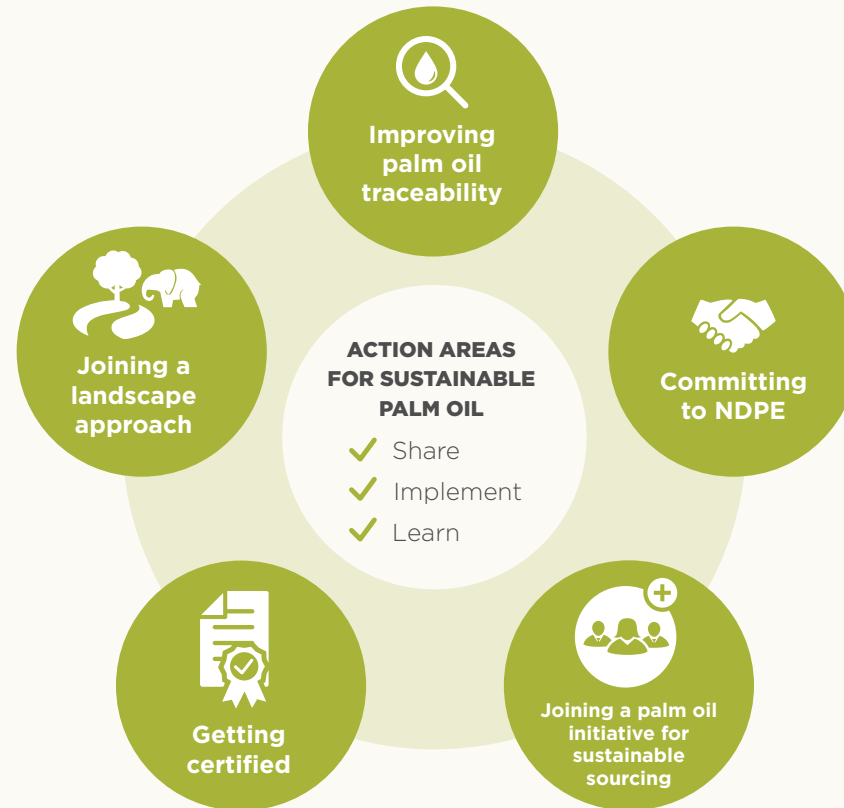 Improving
palm oil
traceability
Joining a
landscape
approach
ACTION AREAS
FOR SUSTAINABLE
PALM OIL
Share
Implement
Learn
Committing
to NDPE
Getting
certified
Joining a palm oil
initiative for
sustainable
sourcing